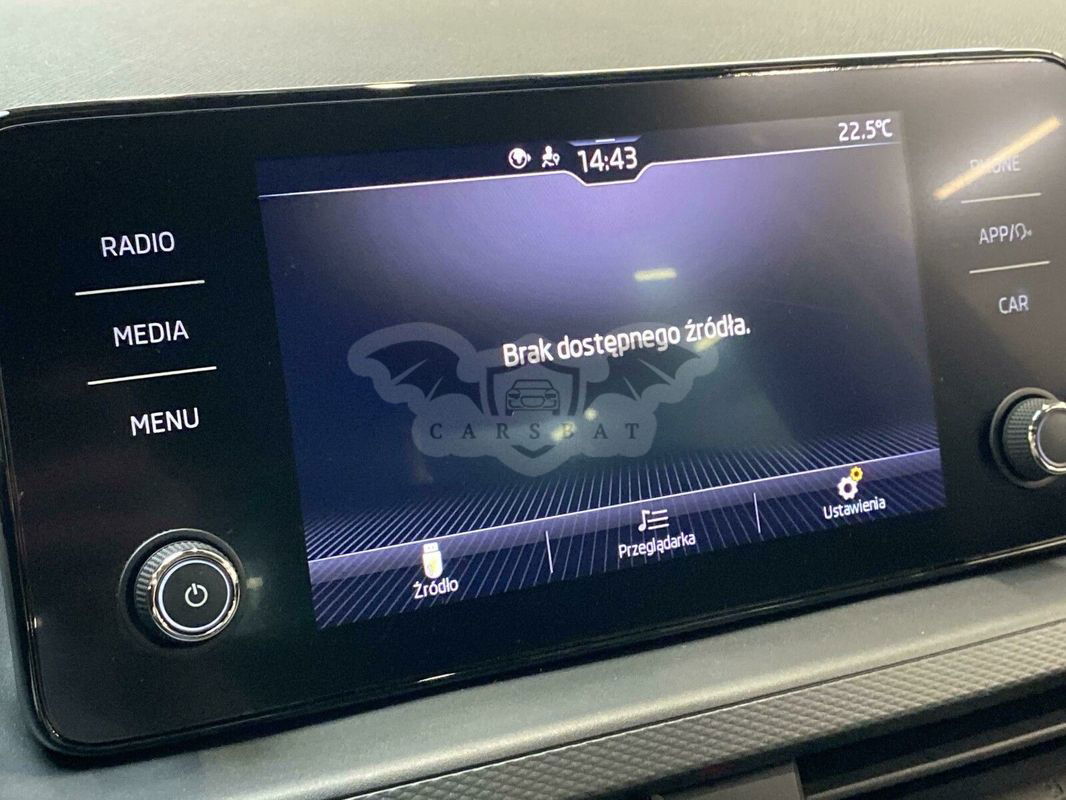 22.5°C
14:43
RADIO
PHONE
APP/
MEDIA
CAR
MENU
Brak dostępnego źródła.
CARSBAT
Źródło
Przeglądarka
Ustawienia